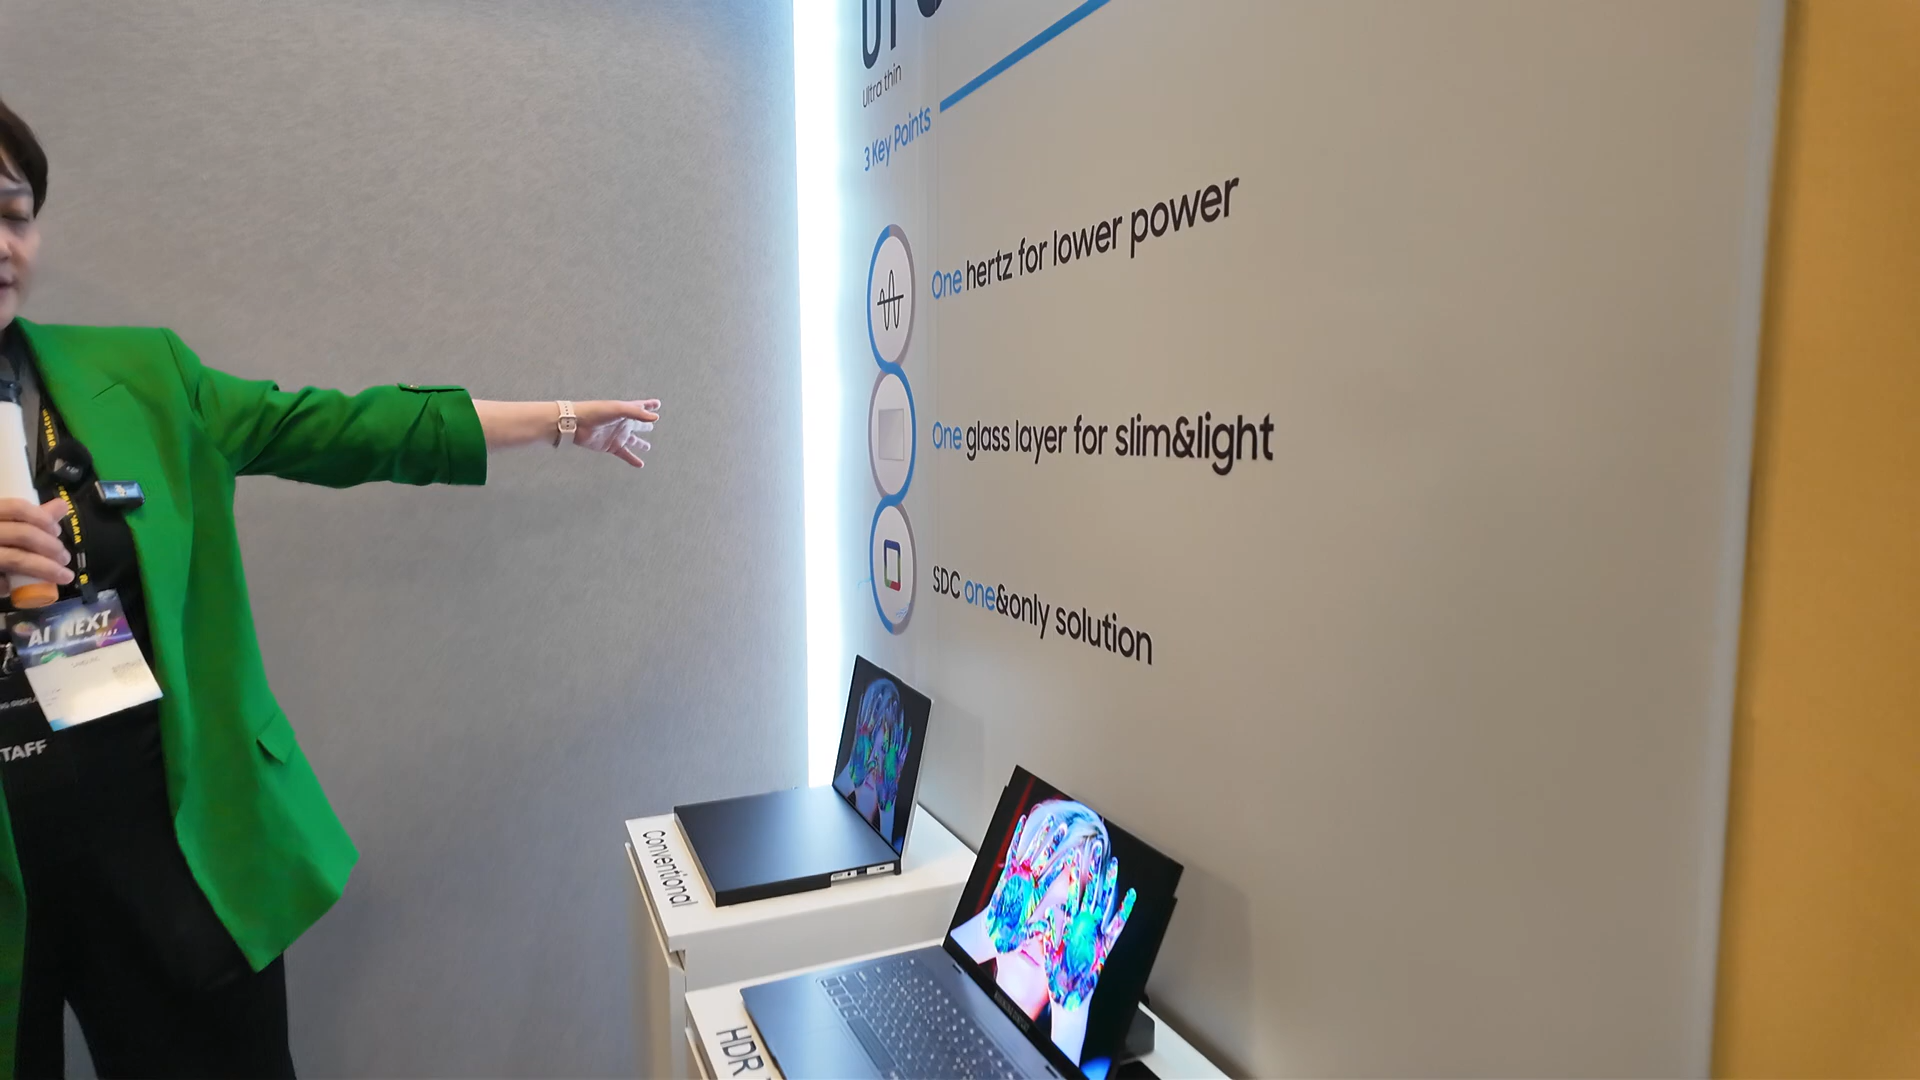 UT
Ultra thin
3 Key Points
One hertz for lower power
One glass layer for slim&light
SDC one&only solution
Conventional
HDR
AI NEXT
TAFF